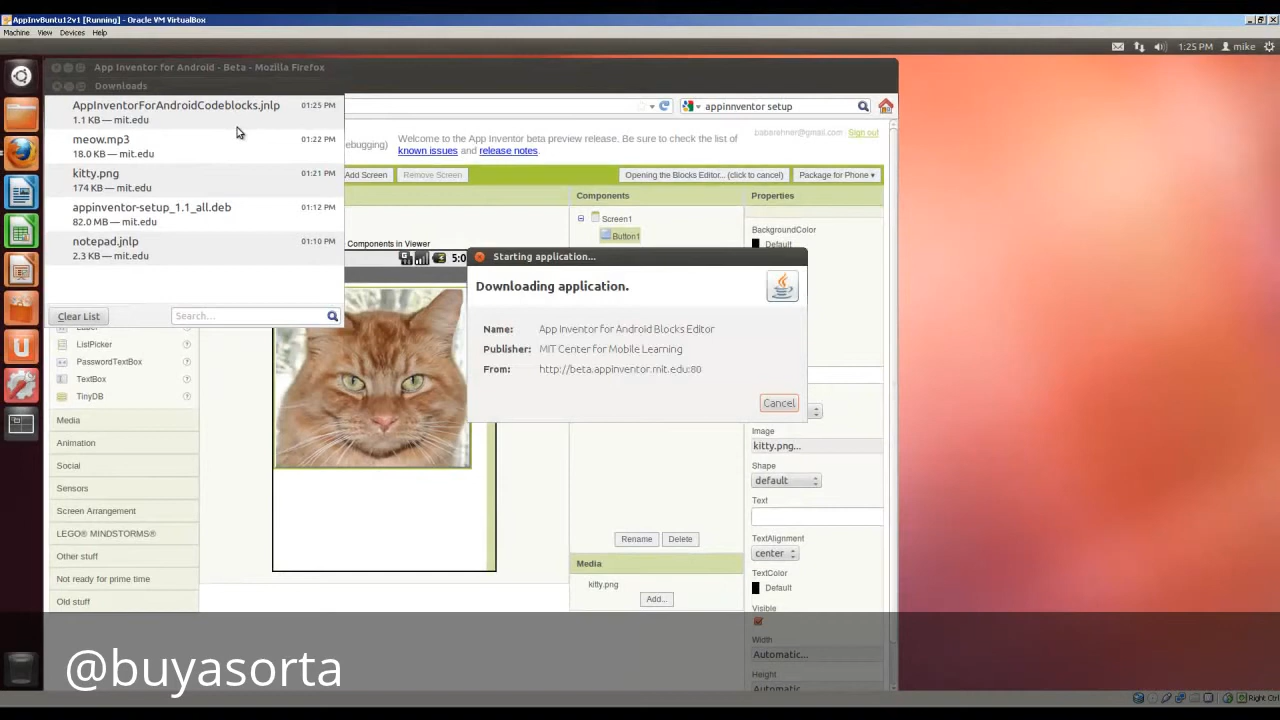 AppInvBuntu12v1 [Running] - Oracle VM VirtualBox
Machine View Devices Help
1:25 PM mike
App Inventor for Android - Beta - Mozilla Firefox
Downloads
AppInventorForAndroidCodeblocks.jnlp 01:25 PM
1.1 KB — mit.edu
meow.mp3 01:22 PM
18.0 KB — mit.edu
kitty.png 01:21 PM
174 KB — mit.edu
appinventor-setup_1.1_all.deb 01:12 PM
82.0 MB — mit.edu
notepad.jnlp 01:10 PM
2.3 KB — mit.edu
Clear List Search...
appinnventor setup
ebugging)
Welcome to the App Inventor beta preview release. Be sure to check the list of
known issues and release notes.
Sign out
Add Screen Remove Screen Opening the Blocks Editor... (click to cancel) Package for Phone
Components Properties
Screen1
Button1
BackgroundColor
Default
Components in Viewer
5:0
Starting application...
Downloading application.
Name: App Inventor for Android Blocks Editor
Publisher: MIT Center for Mobile Learning
From: http://beta.appinventor.mit.edu:80
Cancel
ListPicker
PasswordTextBox
TextBox
TinyDB
Media
Animation
Social
Sensors
Screen Arrangement
LEGO® MINDSTORMS®
Other stuff
Not ready for prime time
Old stuff
Image
kitty.png...
Shape
default
Text
TextAlignment
center
TextColor
Default
Visible
Width
Automatic...
Height
Automatic...
Rename Delete
Media
kitty.png
Add...
@buyasorta
Right Ctrl